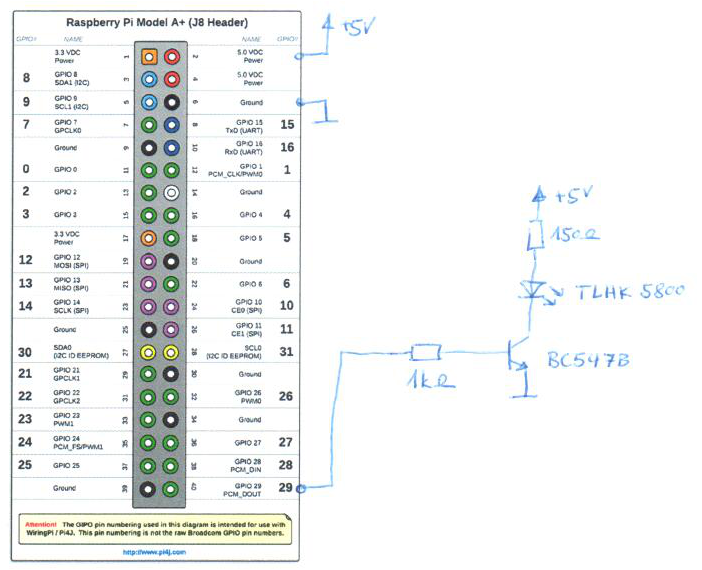 Raspberry Pi Model A+ (J8 Header)
GPIO# NAME NAME GPIO#
3.3 VDC Power 1 2 5.0 VDC Power
8 GPIO 8 SDA1 (I2C) 3 4 5.0 VDC Power
9 GPIO 9 SCL1 (I2C) 5 6 Ground
7 GPIO 7 GPCLK0 7 8 GPIO 15 TxD (UART) 15
Ground 9 10 GPIO 16 RxD (UART) 16
0 GPIO 0 11 12 GPIO 1 PCM_CLK/PWM0 1
2 GPIO 2 13 14 Ground
3 GPIO 3 15 16 GPIO 4 4
3.3 VDC Power 17 18 GPIO 5 5
12 GPIO 12 MOSI (SPI) 19 20 Ground
13 GPIO 13 MISO (SPI) 21 22 GPIO 6 6
14 GPIO 14 SCLK (SPI) 23 24 GPIO 10 CE0 (SPI) 10
Ground 25 26 GPIO 11 CE1 (SPI) 11
30 SDA0 (I2C ID EEPROM) 27 28 SCL0 (I2C ID EEPROM) 31
21 GPIO 21 GPCLK1 29 30 Ground
22 GPIO 22 GPCLK2 31 32 GPIO 26 PWM0 26
23 GPIO 23 PWM1 33 34 Ground
24 GPIO 24 PCM_FS/PWM1 35 36 GPIO 27 27
25 GPIO 25 37 38 GPIO 28 PCM_DIN 28
Ground 39 40 GPIO 29 PCM_DOUT 29
Attention! The GIPO pin numbering used in this diagram is intended for use with
WiringPi / Pi4J. This pin numbering is not the raw Broadcom GPIO pin numbers.
http://www.pi4j.com
+5V
+5V
150Ω
TLHK 5800
BC547B
1kΩ